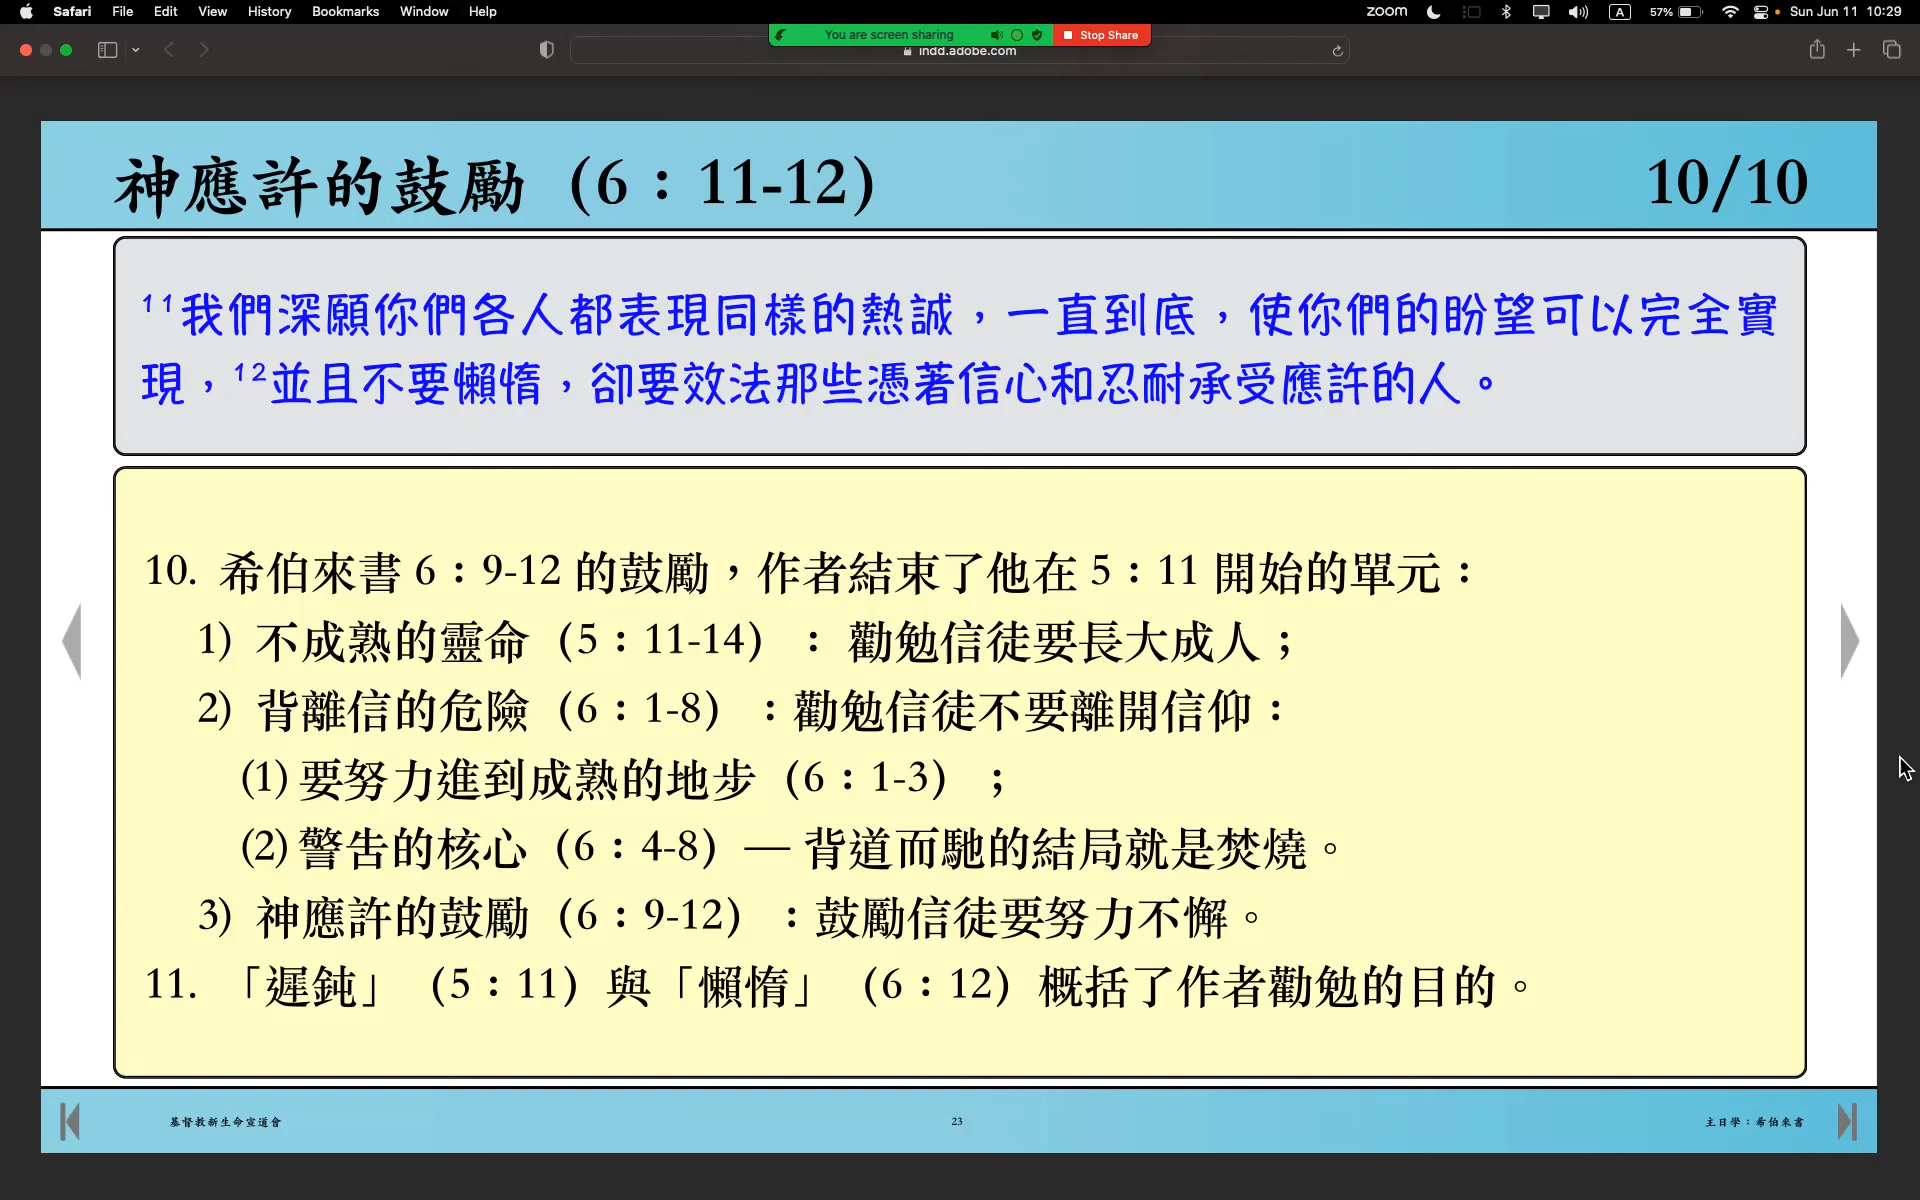 Safari File Edit View History Bookmarks Window Help zoom A 57% Sun Jun 11 10:29
You are screen sharing Stop Share
indd.adobe.com
神應許的鼓勵（6：11-12） 10/10
11我們深願你們各人都表現同樣的熱誠，一直到底，使你們的盼望可以完全實
現，12並且不要懶惰，卻要效法那些憑著信心和忍耐承受應許的人。
10. 希伯來書 6：9-12 的鼓勵，作者結束了他在 5：11 開始的單元：
1) 不成熟的靈命（5：11-14）：勸勉信徒要長大成人；
2) 背離信的危險（6：1-8）：勸勉信徒不要離開信仰：
(1) 要努力進到成熟的地步（6：1-3）；
(2) 警告的核心（6：4-8）— 背道而馳的結局就是焚燒。
3) 神應許的鼓勵（6：9-12）：鼓勵信徒要努力不懈。
11. 「遲鈍」（5：11）與「懶惰」（6：12）概括了作者勸勉的目的。
基督教新生命宣道會 23 主日學：希伯來書